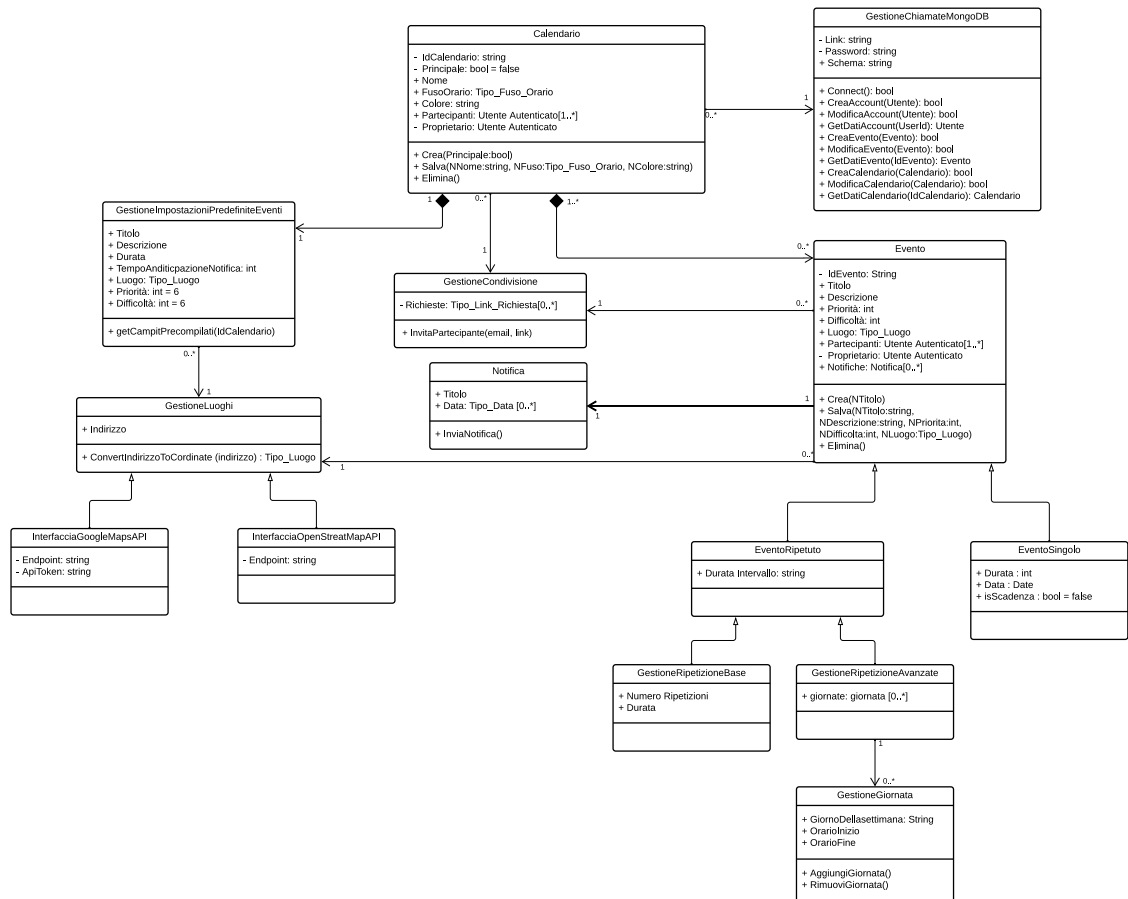 Calendario
- IdCalendario: string
- Principale: bool = false
+ Nome
+ FusoOrario: Tipo_Fuso_Orario
+ Colore: string
+ Partecipanti: Utente Autenticato[1..*]
- Proprietario: Utente Autenticato
+ Crea(Principale:bool)
+ Salva(NNome:string, NFuso:Tipo_Fuso_Orario, NColore:string)
+ Elimina()
GestioneChiamateMongoDB
- Link: string
- Password: string
+ Schema: string
+ Connect(): bool
+ CreaAccount(Utente): bool
+ ModificaAccount(Utente): bool
+ GetDatiAccount(UserId): Utente
+ CreaEvento(Evento): bool
+ ModificaEvento(Evento): bool
+ GetDatiEvento(IdEvento): Evento
+ CreaCalendario(Calendario): bool
+ ModificaCalendario(Calendario): bool
+ GetDatiCalendario(IdCalendario): Calendario
0..*
1
1
0..*
1..*
GestioneImpostazioniPredefiniteEventi
+ Titolo
+ Descrizione
+ Durata
+ TempoAnditicpazioneNotifica: int
+ Luogo: Tipo_Luogo
+ Priorità: int = 6
+ Difficoltà: int = 6
+ getCampitPrecompilati(IdCalendario)
1
0..*
1
GestioneCondivisione
- Richieste: Tipo_Link_Richiesta[0..*]
+ InvitaPartecipante(email, link)
1
1
0..*
0..*
Evento
- IdEvento: String
+ Titolo
+ Descrizione
+ Priorità: int
+ Difficoltà: int
+ Luogo: Tipo_Luogo
+ Partecipanti: Utente Autenticato[1..*]
- Proprietario: Utente Autenticato
+ Notifiche: Notifica[0..*]
+ Crea(NTitolo)
+ Salva(NTitolo:string,
NDescrizione:string, NPriorita:int,
NDifficolta:int, NLuogo:Tipo_Luogo)
+ Elimina()
Notifica
+ Titolo
+ Data: Tipo_Data [0..*]
+ InviaNotifica()
1
1
GestioneLuoghi
+ Indirizzo
+ ConvertIndirizzoToCordinate (indirizzo) : Tipo_Luogo
1
0..*
InterfacciaGoogleMapsAPI
- Endpoint: string
- ApiToken: string
InterfacciaOpenStreatMapAPI
- Endpoint: string
EventoRipetuto
+ Durata Intervallo: string
EventoSingolo
+ Durata : int
+ Data : Date
+ isScadenza : bool = false
GestioneRipetizioneBase
+ Numero Ripetizioni
+ Durata
GestioneRipetizioneAvanzate
+ giornate: giornata [0..*]
1
0..*
GestioneGiornata
+ GiornoDellasettimana: String
+ OrarioInizio
+ OrarioFine
+ AggiungiGiornata()
+ RimuoviGiornata()